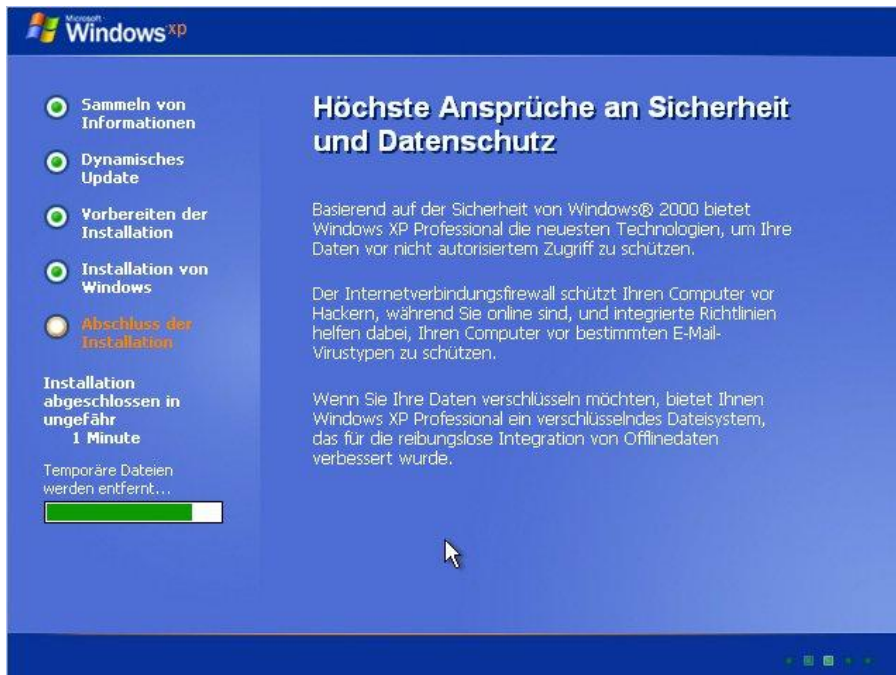 Microsoft
Windows xp
Sammeln von
Informationen
Dynamisches
Update
Vorbereiten der
Installation
Installation von
Windows
Abschluss der
Installation
Installation
abgeschlossen in
ungefähr
1 Minute
Temporäre Dateien
werden entfernt...
Höchste Ansprüche an Sicherheit
und Datenschutz
Basierend auf der Sicherheit von Windows® 2000 bietet
Windows XP Professional die neuesten Technologien, um Ihre
Daten vor nicht autorisiertem Zugriff zu schützen.
Der Internetverbindungsfirewall schützt Ihren Computer vor
Hackern, während Sie online sind, und integrierte Richtlinien
helfen dabei, Ihren Computer vor bestimmten E-Mail-
Virustypen zu schützen.
Wenn Sie Ihre Daten verschlüsseln möchten, bietet Ihnen
Windows XP Professional ein verschlüsselndes Dateisystem,
das für die reibungslose Integration von Offlinedaten
verbessert wurde.